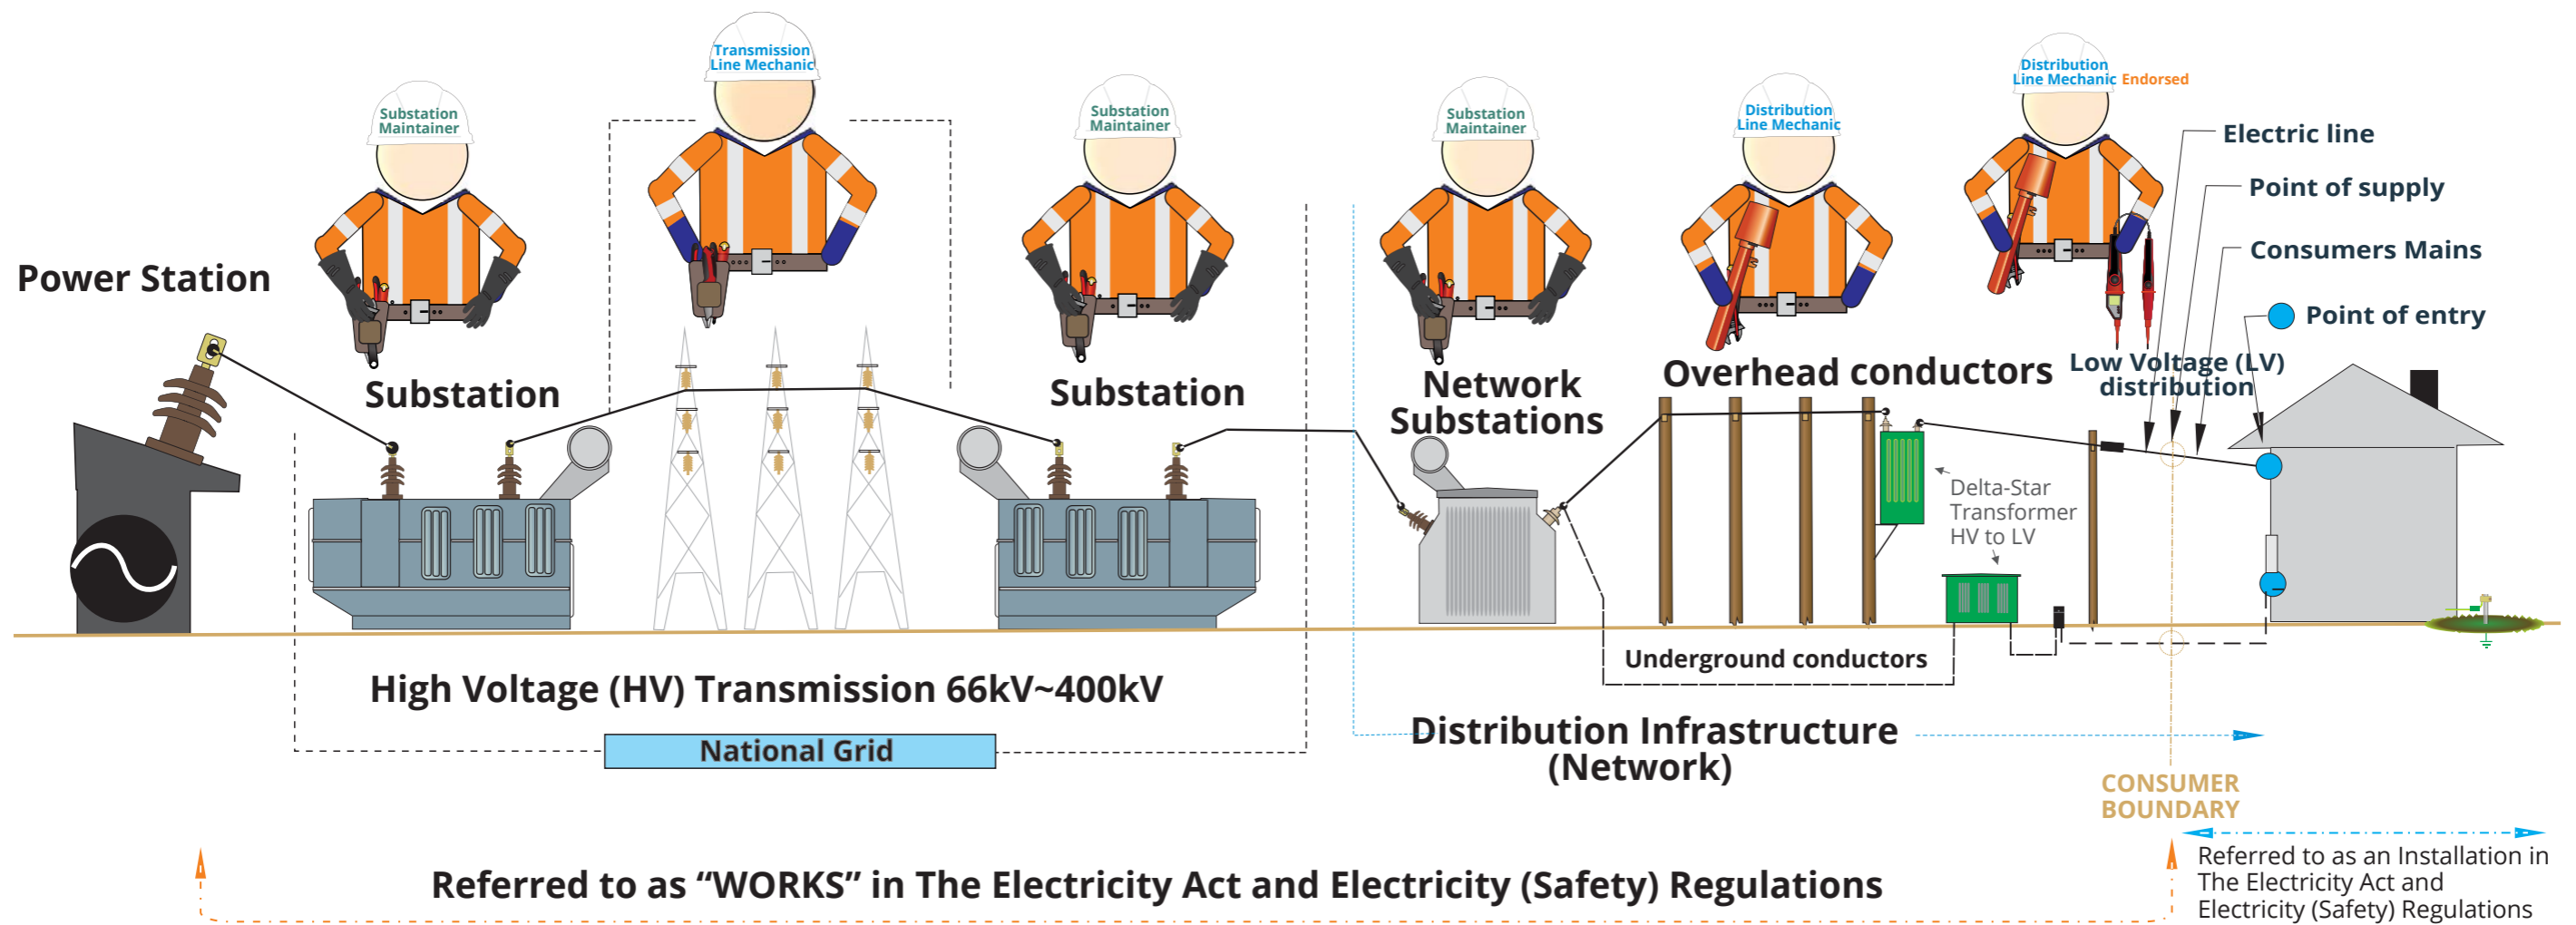 Transmission
Line Mechanic
Substation
Maintainer
Substation
Maintainer
Substation
Maintainer
Distribution
Line Mechanic
Distribution
Line Mechanic Endorsed
Electric line
Point of supply
Consumers Mains
Point of entry
Power Station
Substation
Substation
Network
Substations
Overhead conductors
Low Voltage (LV)
distribution
Delta-Star
Transformer
HV to LV
Underground conductors
High Voltage (HV) Transmission 66kV~400kV
National Grid
Distribution Infrastructure
(Network)
CONSUMER
BOUNDARY
Referred to as “WORKS” in The Electricity Act and Electricity (Safety) Regulations
Referred to as an Installation in
The Electricity Act and
Electricity (Safety) Regulations